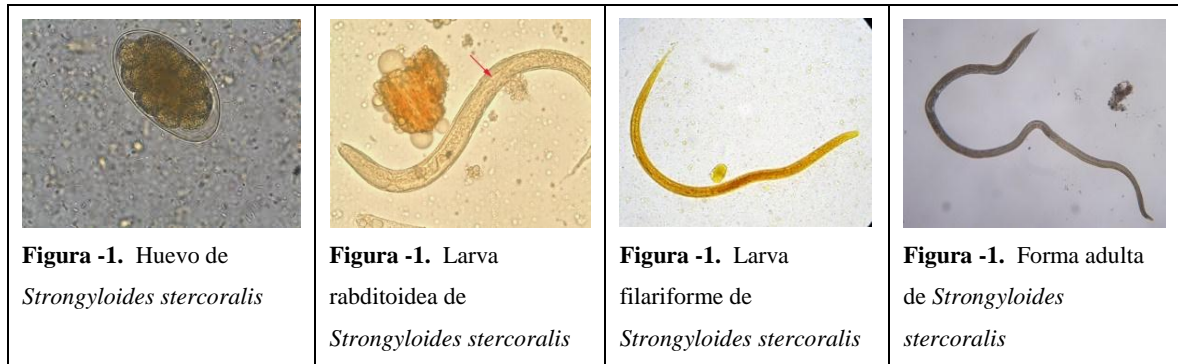 Figura -1. Huevo de
Strongyloides stercoralis
Figura -1. Larva
rabditoidea de
Strongyloides stercoralis
Figura -1. Larva
filariforme de
Strongyloides stercoralis
Figura -1. Forma adulta
de Strongyloides
stercoralis